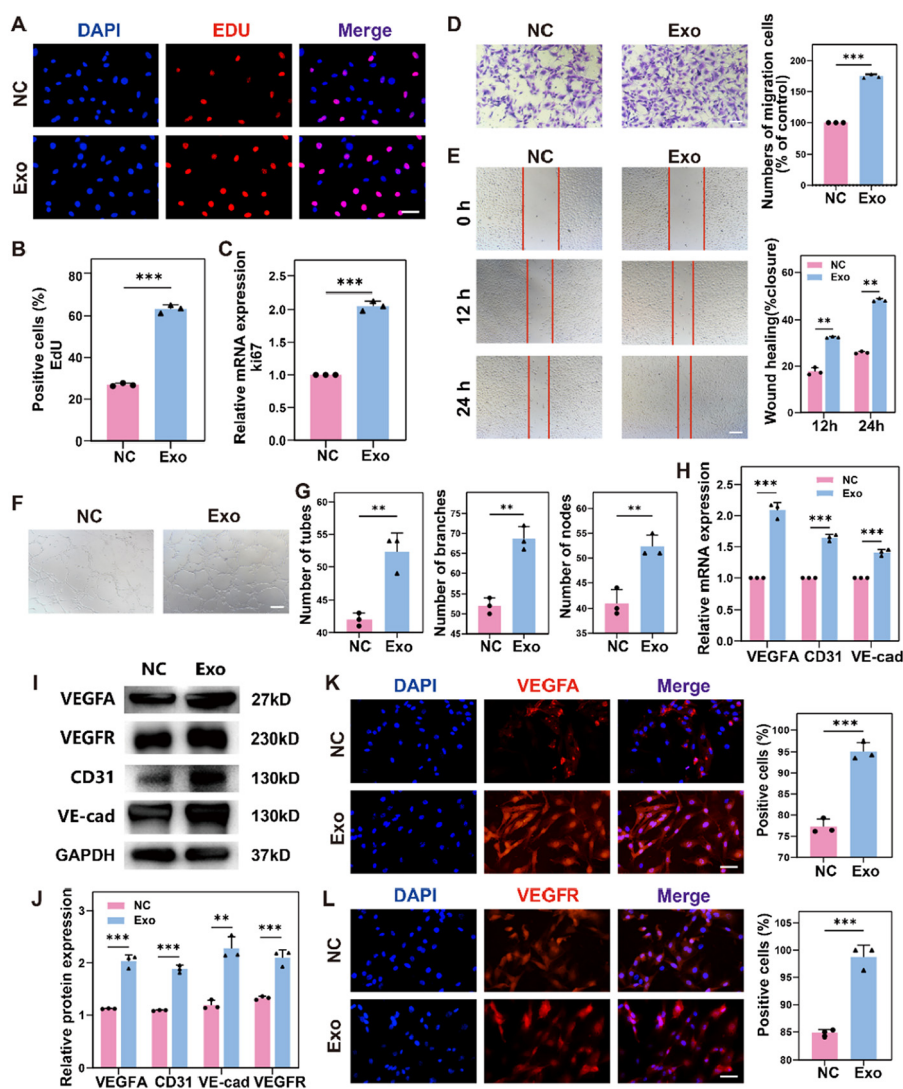 A
DAPI
EDU
Merge
NC
Exo
B
Positive cells (%)
EdU
80
60
40
20
0
***
NC
Exo
C
Relative mRNA expression
ki67
2.5
2.0
1.5
1.0
0.5
0.0
***
NC
Exo
D
NC
Exo
Numbers of migration cells
(% of control)
200
150
100
50
0
***
NC
Exo
E
NC
Exo
0 h
12 h
24 h
Wound healing(%closure)
60
40
20
0
NC
Exo
**
**
12h
24h
F
NC
Exo
G
Number of tubes
60
55
50
45
40
**
NC
Exo
Number of branches
75
70
65
60
55
50
45
**
NC
Exo
Number of nodes
60
55
50
45
40
35
**
NC
Exo
H
Relative mRNA expression
2.5
2.0
1.5
1.0
0.5
0.0
NC
Exo
***
***
***
VEGFA
CD31
VE-cad
I
NC
Exo
VEGFA
27kD
VEGFR
230kD
CD31
130kD
VE-cad
130kD
GAPDH
37kD
J
Relative protein expression
3
2
1
0
NC
Exo
***
***
**
***
VEGFA
CD31
VE-cad
VEGFR
K
DAPI
VEGFA
Merge
NC
Exo
Positive cells (%)
100
95
90
85
80
75
70
***
NC
Exo
L
DAPI
VEGFR
Merge
NC
Exo
Positive cells (%)
105
100
95
90
85
80
***
NC
Exo